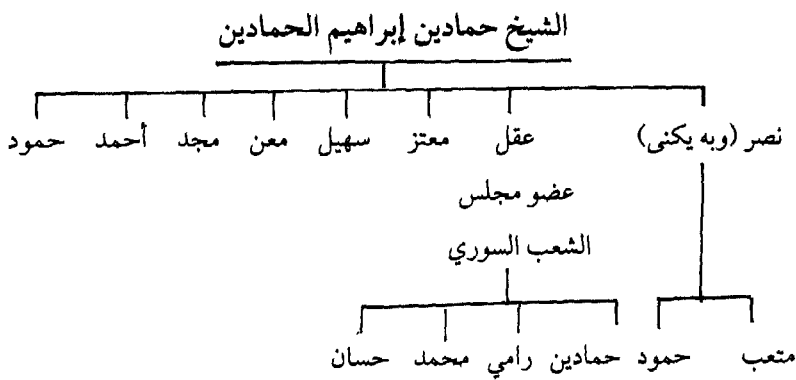 الشيخ حمادين إبراهيم الحمادين
نصر (وبه يكنى) عقل معتز سهيل معن مجد أحمد حمود
عضو مجلس
الشعب السوري
متعب حمود حمادين رامي محمد حسان